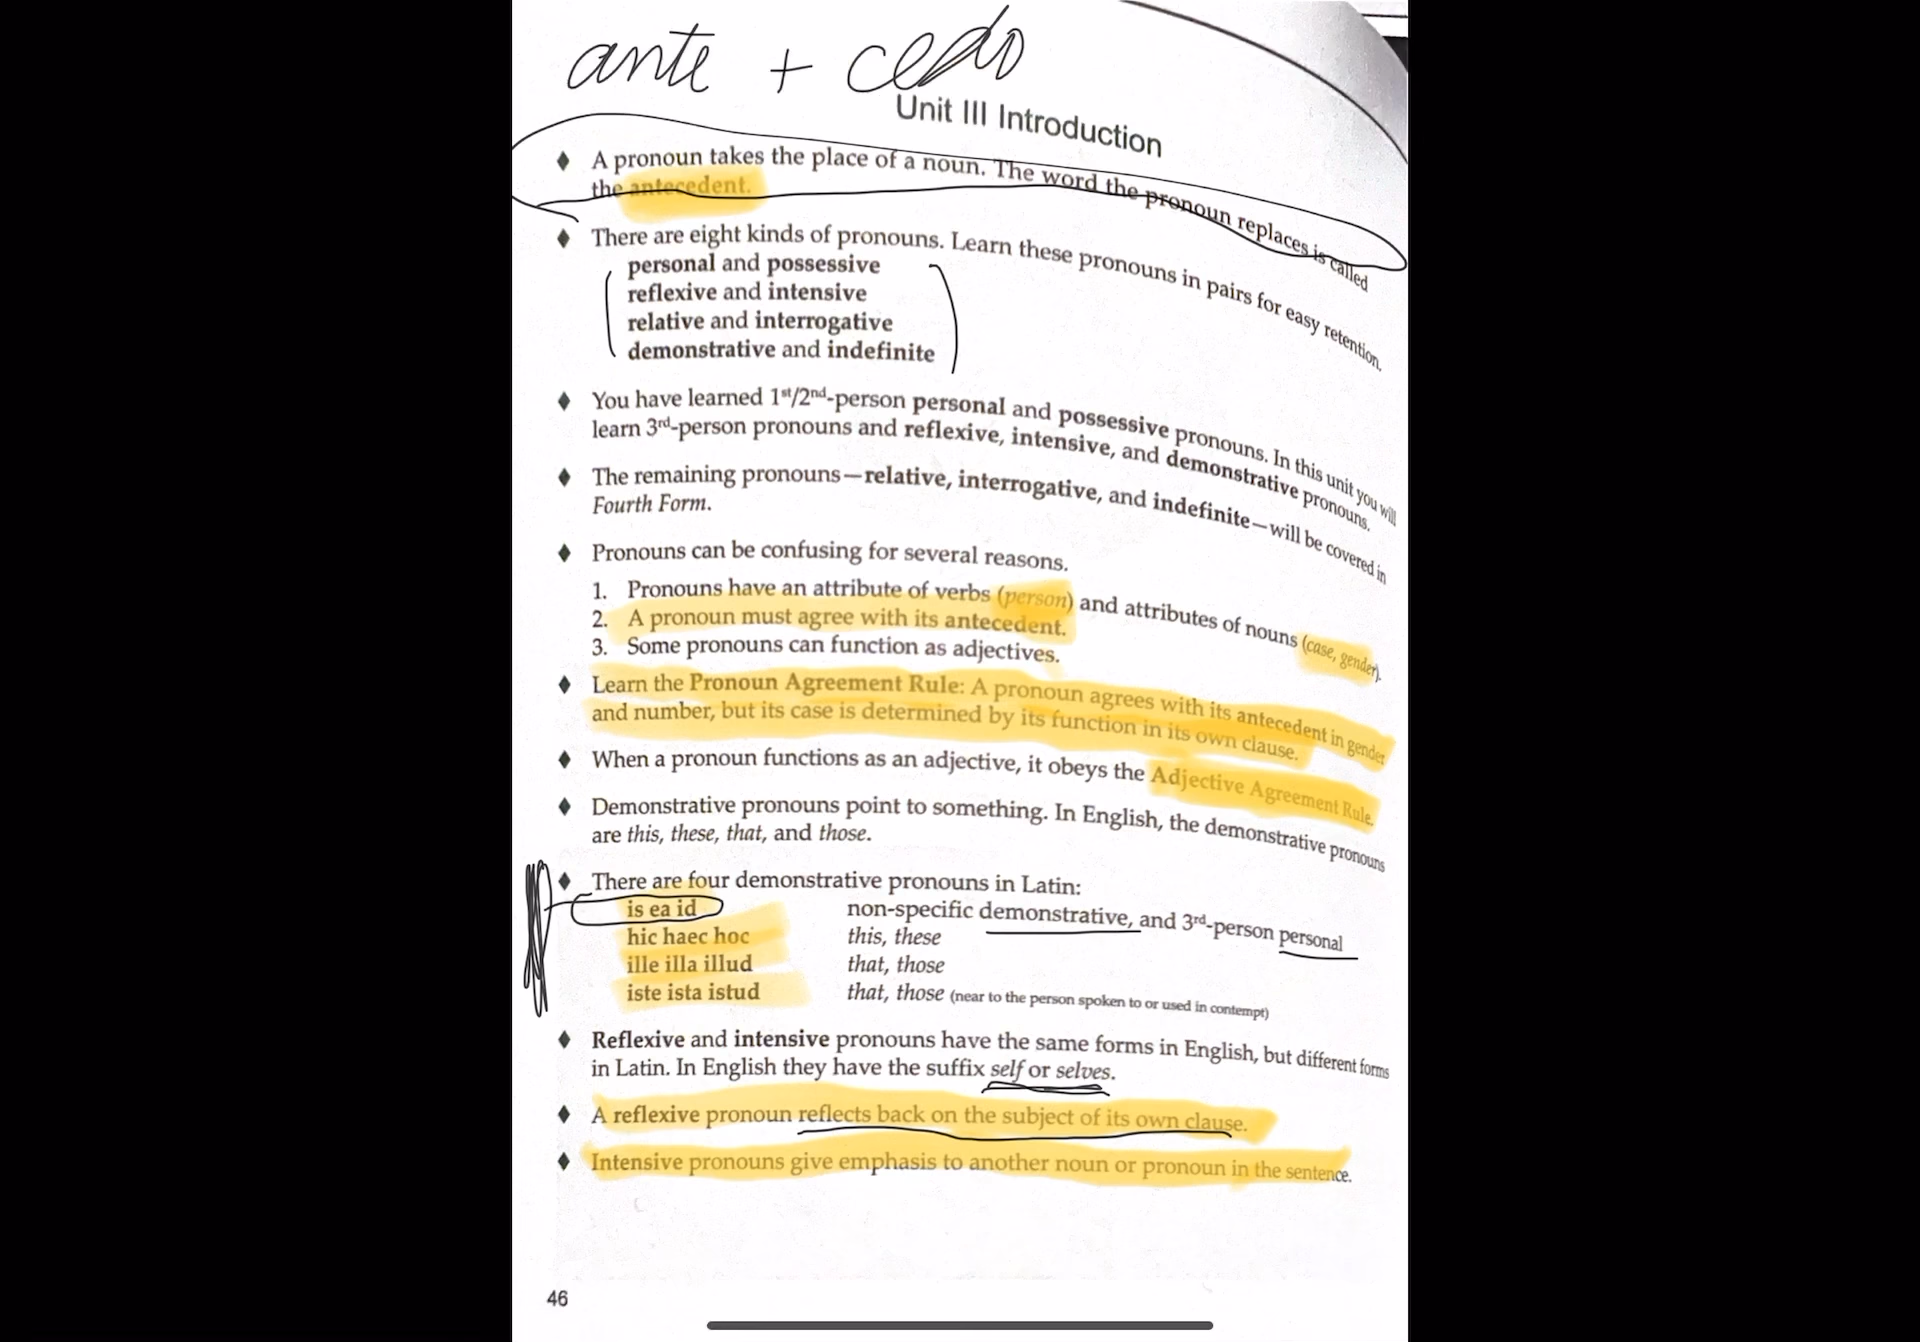 ante + cedo
Unit III Introduction
♦ A pronoun takes the place of a noun. The word the pronoun replaces is called
the antecedent.
♦ There are eight kinds of pronouns. Learn these pronouns in pairs for easy retention.
personal and possessive
reflexive and intensive
relative and interrogative
demonstrative and indefinite
♦ You have learned 1st/2nd-person personal and possessive pronouns. In this unit you will
learn 3rd-person pronouns and reflexive, intensive, and demonstrative pronouns.
♦ The remaining pronouns—relative, interrogative, and indefinite—will be covered in
Fourth Form.
♦ Pronouns can be confusing for several reasons.
1. Pronouns have an attribute of verbs (person) and attributes of nouns (case, gender).
2. A pronoun must agree with its antecedent.
3. Some pronouns can function as adjectives.
♦ Learn the Pronoun Agreement Rule: A pronoun agrees with its antecedent in gender
and number, but its case is determined by its function in its own clause.
♦ When a pronoun functions as an adjective, it obeys the Adjective Agreement Rule.
♦ Demonstrative pronouns point to something. In English, the demonstrative pronouns
are this, these, that, and those.
♦ There are four demonstrative pronouns in Latin:
is ea id non-specific demonstrative, and 3rd-person personal
hic haec hoc this, these
ille illa illud that, those
iste ista istud that, those (near to the person spoken to or used in contempt)
♦ Reflexive and intensive pronouns have the same forms in English, but different forms
in Latin. In English they have the suffix self or selves.
♦ A reflexive pronoun reflects back on the subject of its own clause.
♦ Intensive pronouns give emphasis to another noun or pronoun in the sentence.
46